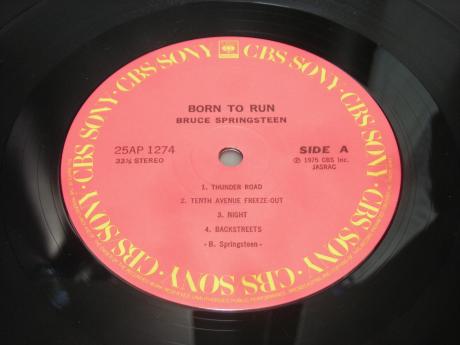 CBS SONY · CBS SONY · CBS SONY · CBS SONY · CBS SONY · CBS SONY · CBS SONY
BORN TO RUN
BRUCE SPRINGSTEEN
25AP 1274
33⅓ STEREO
SIDE A
Ⓟ 1975 CBS Inc.
JASRAC
1. THUNDER ROAD
2. TENTH AVENUE FREEZE-OUT
3. NIGHT
4. BACKSTREETS
-B. Springsteen-